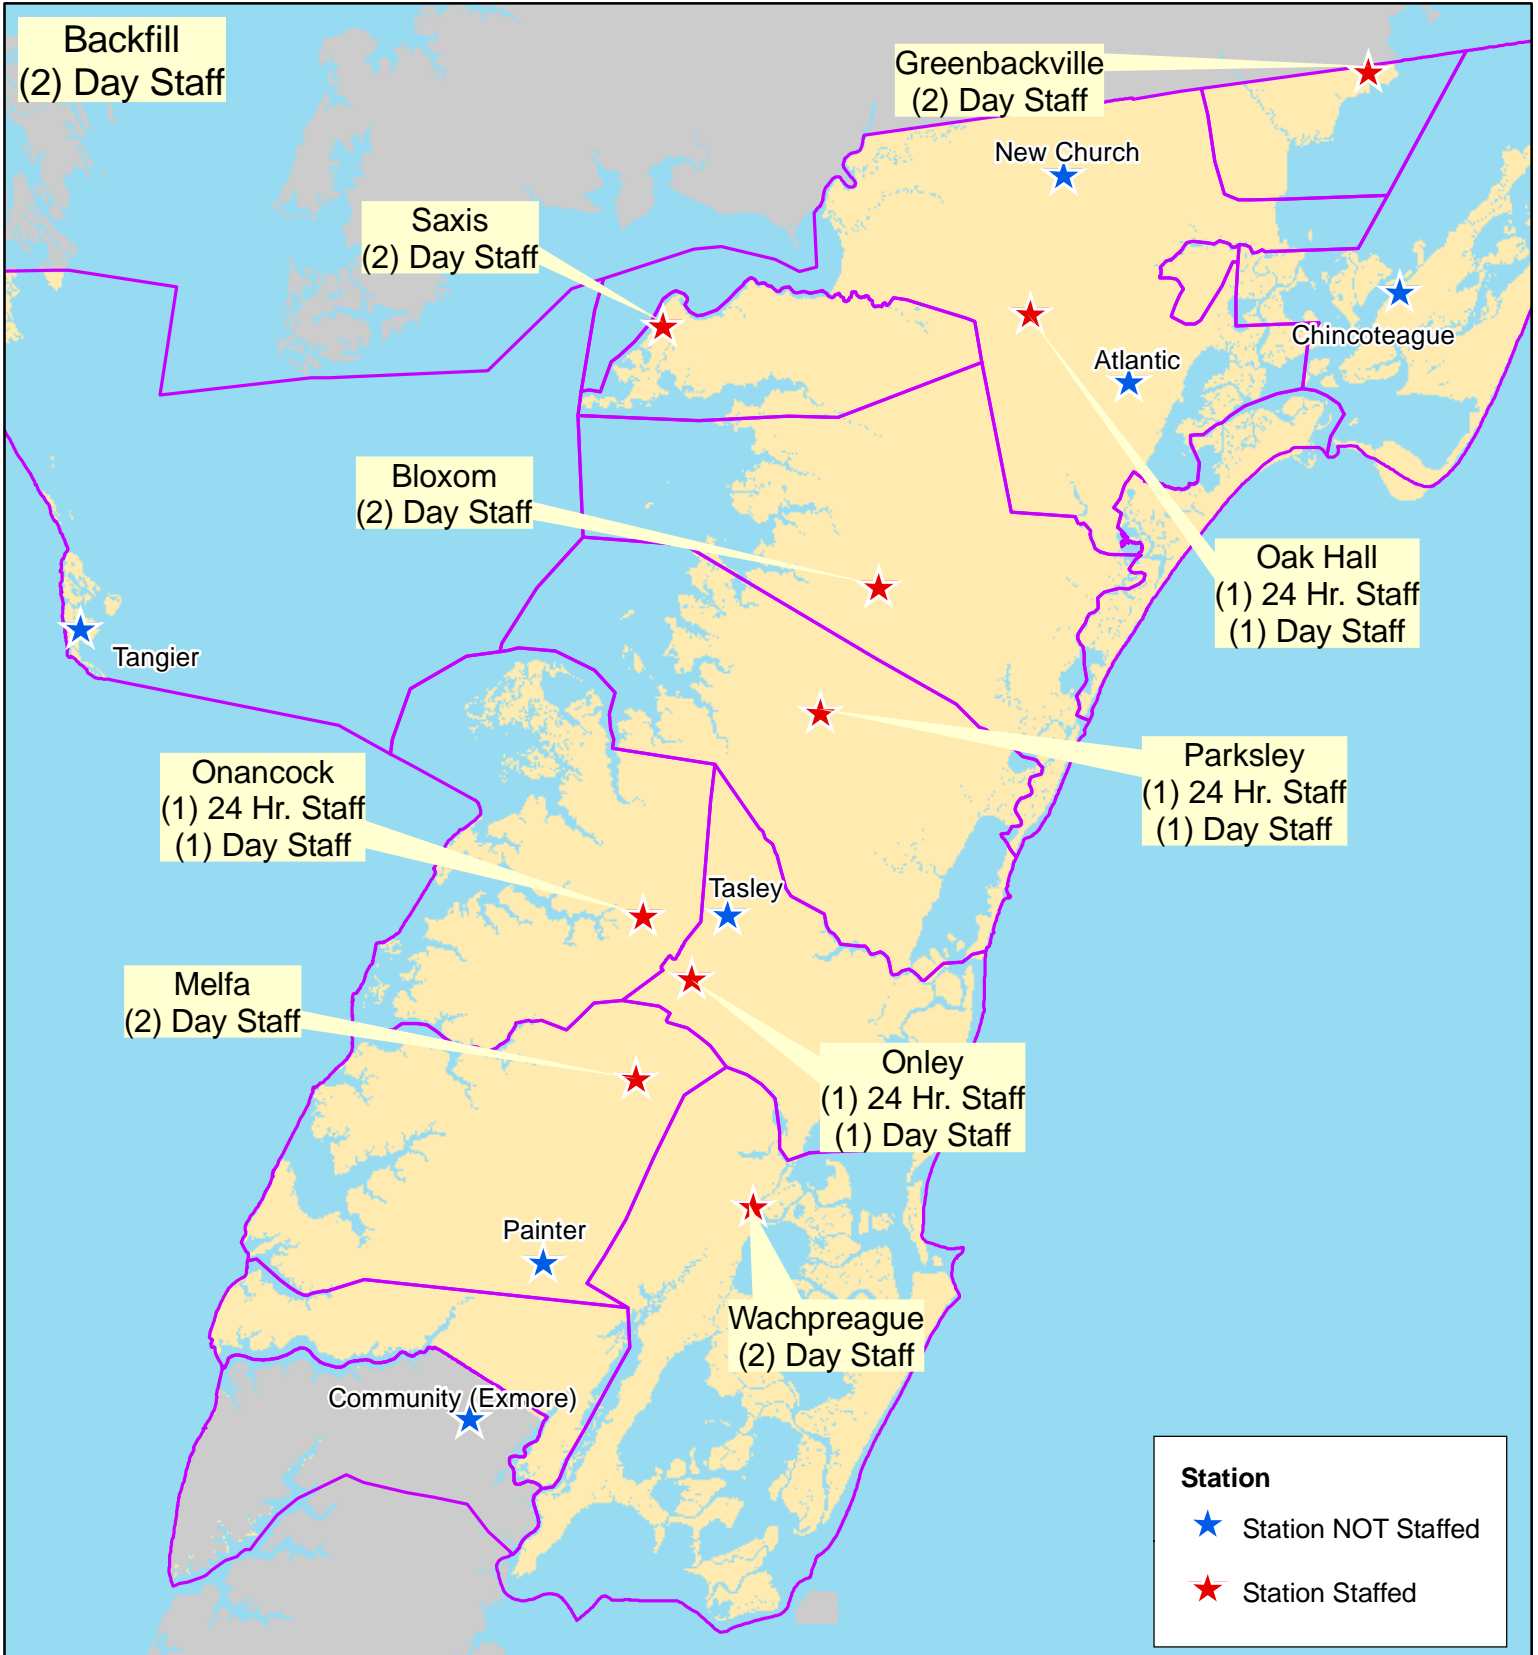 Backfill
(2) Day Staff
Greenbackville
(2) Day Staff
New Church
Saxis
(2) Day Staff
Chincoteague
Atlantic
Bloxom
(2) Day Staff
Oak Hall
(1) 24 Hr. Staff
(1) Day Staff
Tangier
Parksley
(1) 24 Hr. Staff
(1) Day Staff
Onancock
(1) 24 Hr. Staff
(1) Day Staff
Tasley
Melfa
(2) Day Staff
Onley
(1) 24 Hr. Staff
(1) Day Staff
Painter
Wachpreague
(2) Day Staff
Community (Exmore)
Station
Station NOT Staffed
Station Staffed